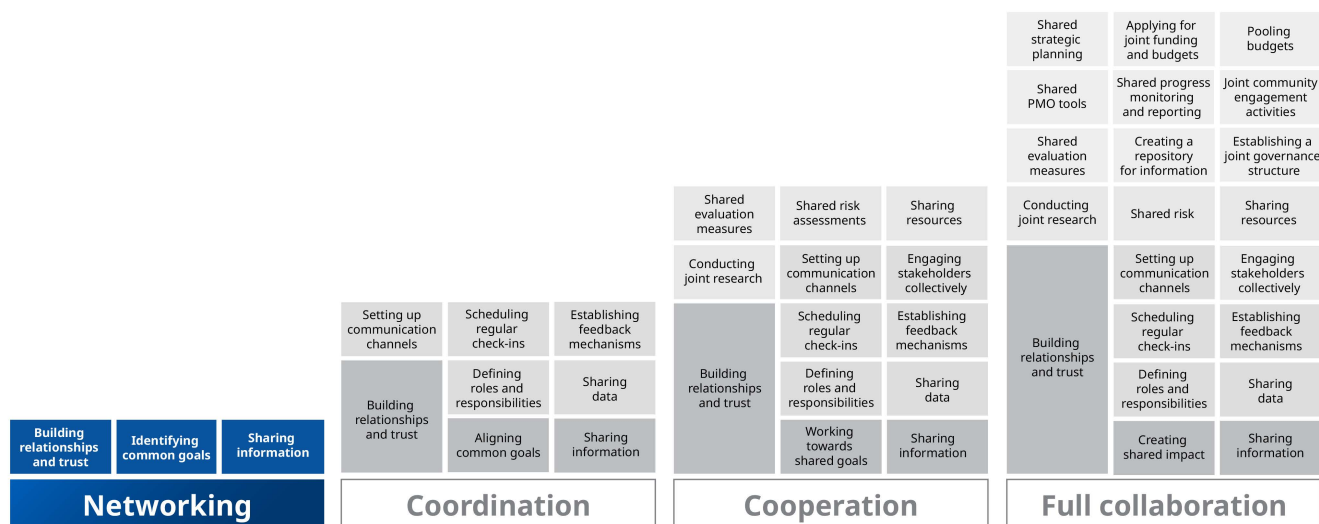 Building
relationships
and trust
Identifying
common goals
Sharing
information
Networking
Setting up
communication
channels
Scheduling
regular
check-ins
Establishing
feedback
mechanisms
Building
relationships
and trust
Defining
roles and
responsibilities
Sharing
data
Aligning
common goals
Sharing
information
Coordination
Shared
evaluation
measures
Shared risk
assessments
Sharing
resources
Conducting
joint research
Setting up
communication
channels
Engaging
stakeholders
collectively
Building
relationships
and trust
Scheduling
regular
check-ins
Establishing
feedback
mechanisms
Defining
roles and
responsibilities
Sharing
data
Working
towards
shared goals
Sharing
information
Cooperation
Shared
strategic
planning
Applying for
joint funding
and budgets
Pooling
budgets
Shared
PMO tools
Shared progress
monitoring
and reporting
Joint community
engagement
activities
Shared
evaluation
measures
Creating a
repository
for information
Establishing a
joint governance
structure
Conducting
joint research
Shared risk
Sharing
resources
Building
relationships
and trust
Setting up
communication
channels
Engaging
stakeholders
collectively
Scheduling
regular
check-ins
Establishing
feedback
mechanisms
Defining
roles and
responsibilities
Sharing
data
Creating
shared impact
Sharing
information
Full collaboration